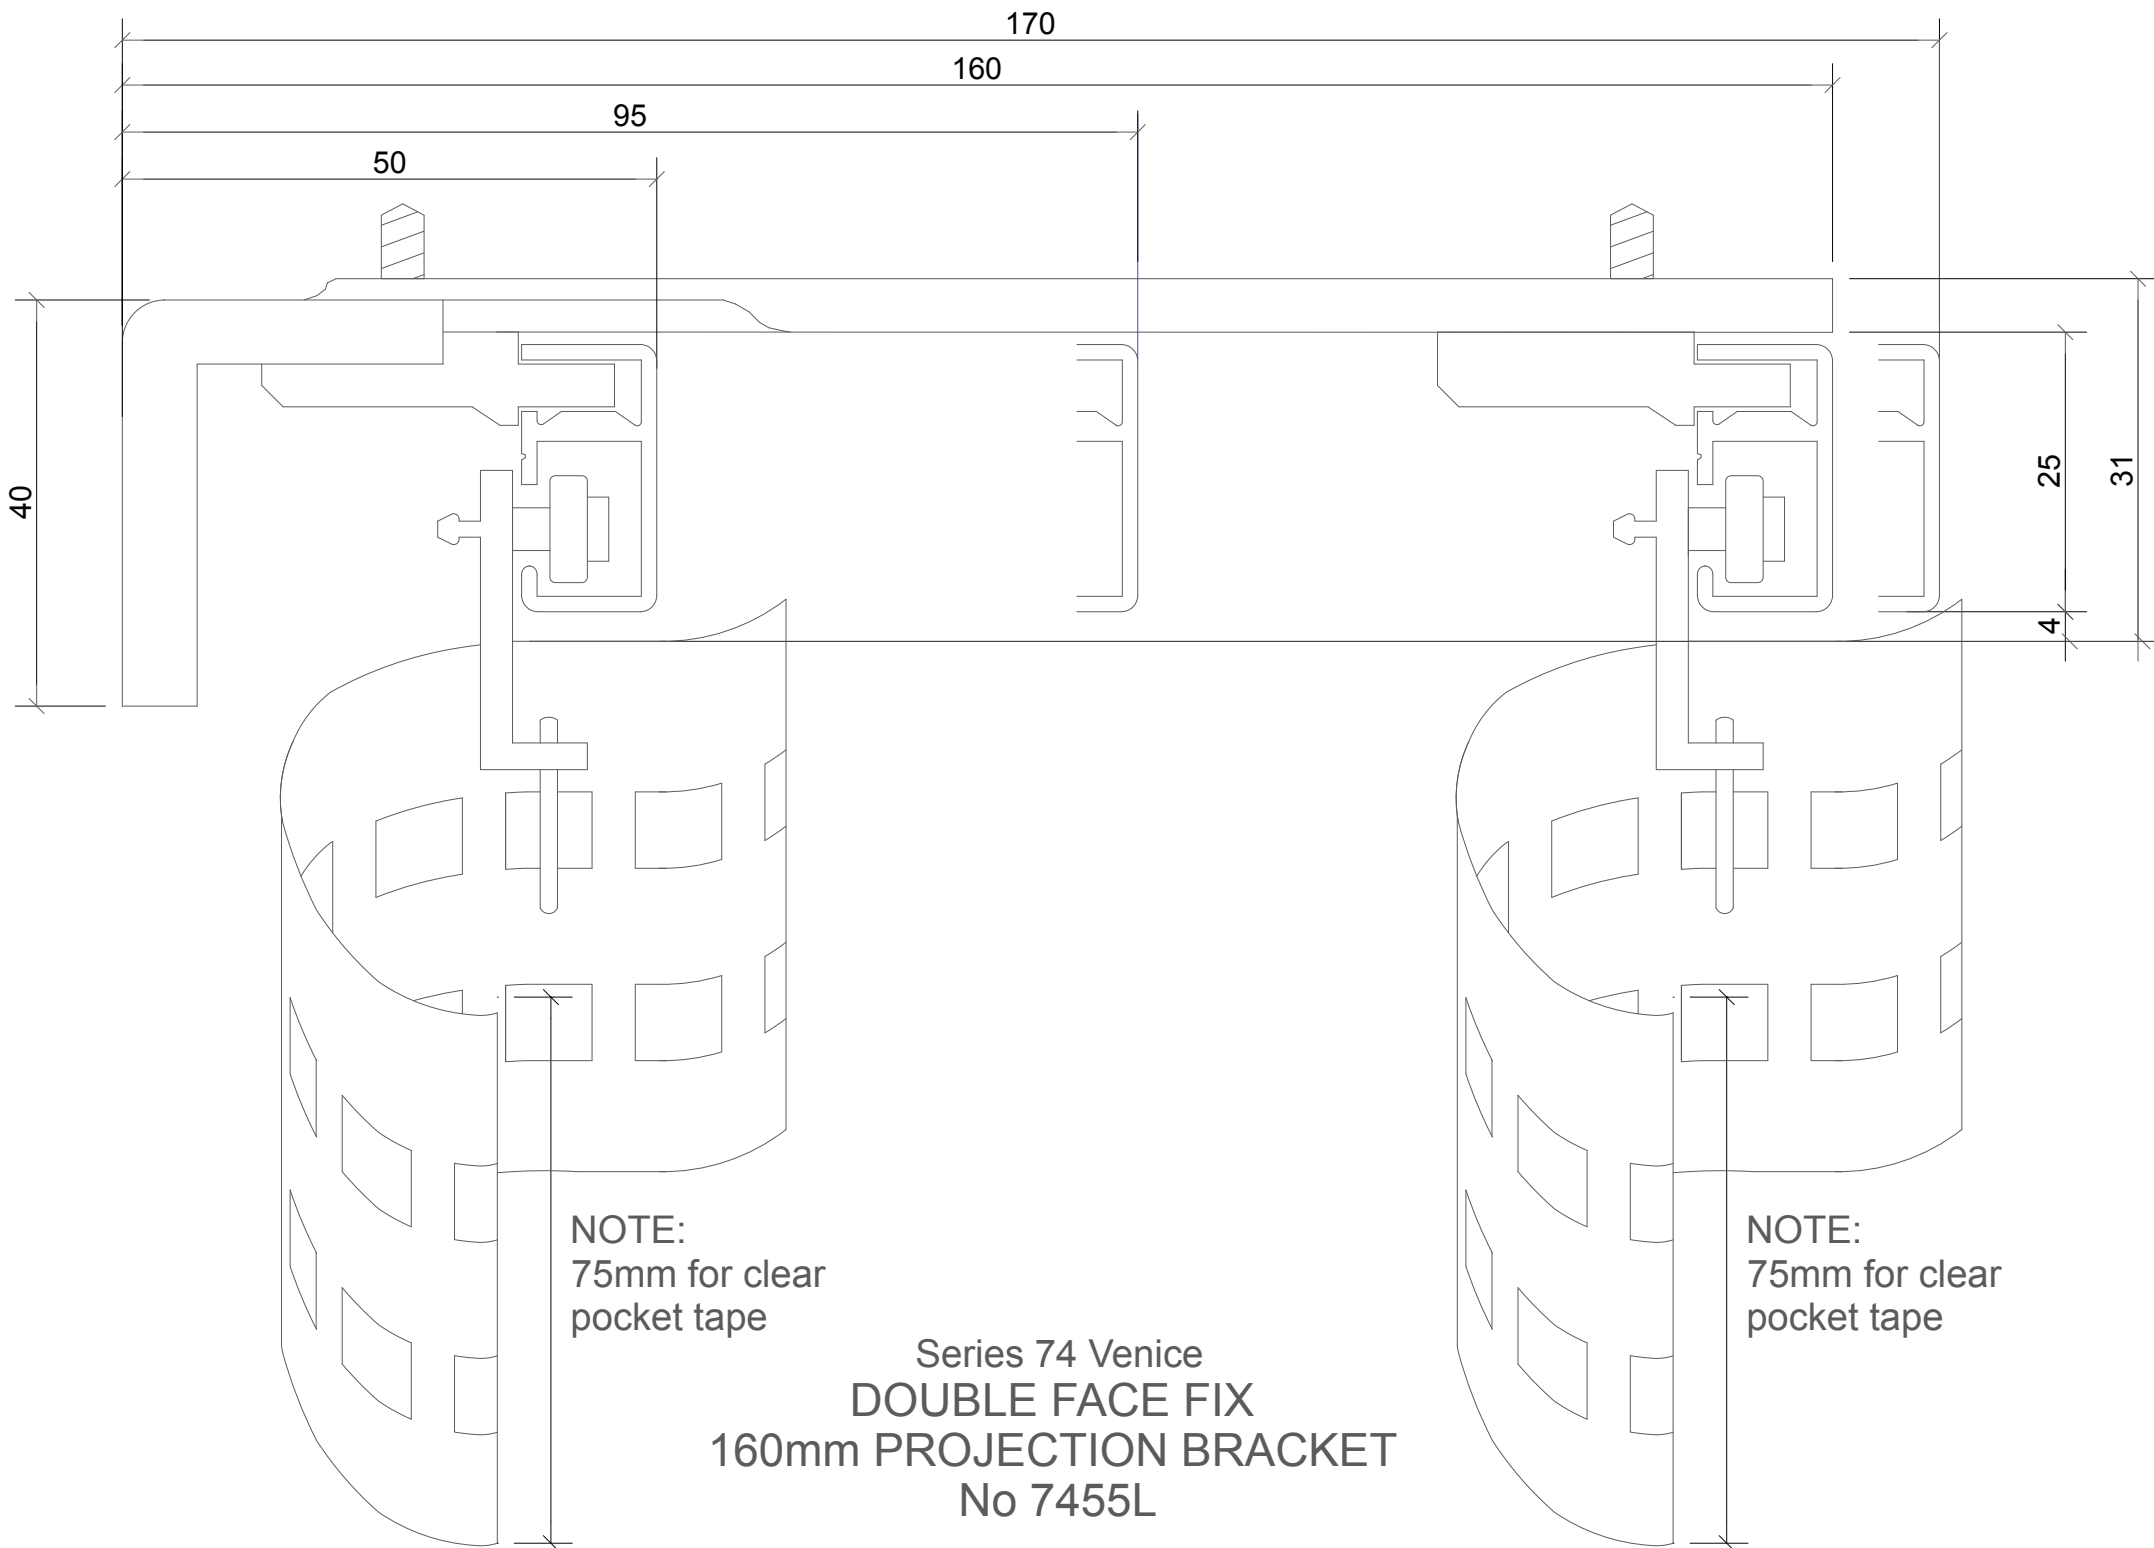 170
160
95
50
40
25
31
4
NOTE:
75mm for clear
pocket tape
NOTE:
75mm for clear
pocket tape
Series 74 Venice
DOUBLE FACE FIX
160mm PROJECTION BRACKET
No 7455L